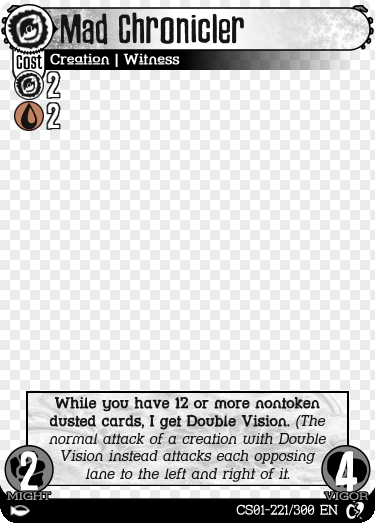 Mad Chronicler
Cost
Creation | Witness
2
2
While you have 12 or more nontoken
dusted cards, I get Double Vision. (The
normal attack of a creation with Double
Vision instead attacks each opposing
lane to the left and right of it.
2
4
MIGHT
VIGOR
CS01-221/300 EN